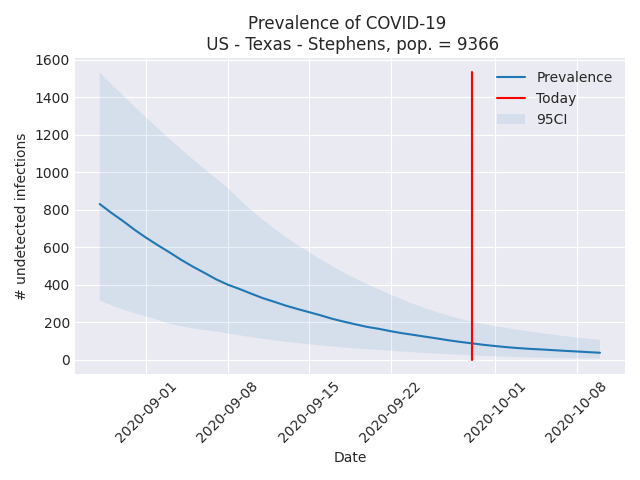 Prevalence of COVID-19
US - Texas - Stephens, pop. = 9366
1600
1400
1200
1000
800
600
400
200
0
# undetected infections
Prevalence
Today
95CI
2020-09-01
2020-09-08
2020-09-15
2020-09-22
2020-10-01
2020-10-08
Date